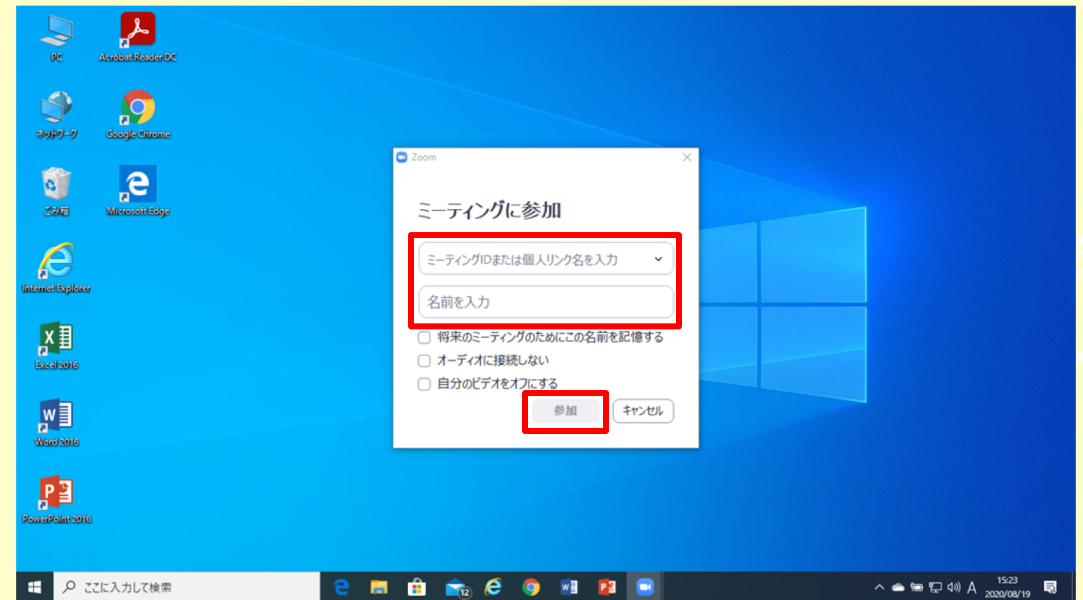 PC
Acrobat Reader DC
ネットワーク
Google Chrome
ごみ箱
Microsoft Edge
Internet Explorer
Excel 2016
Word 2016
PowerPoint 2016
Zoom
ミーティングに参加
ミーティングIDまたは個人リンク名を入力
名前を入力
将来のミーティングのためにこの名前を記憶する
オーディオに接続しない
自分のビデオをオフにする
参加 キャンセル
ここに入力して検索
12
A
15:23
2020/08/19